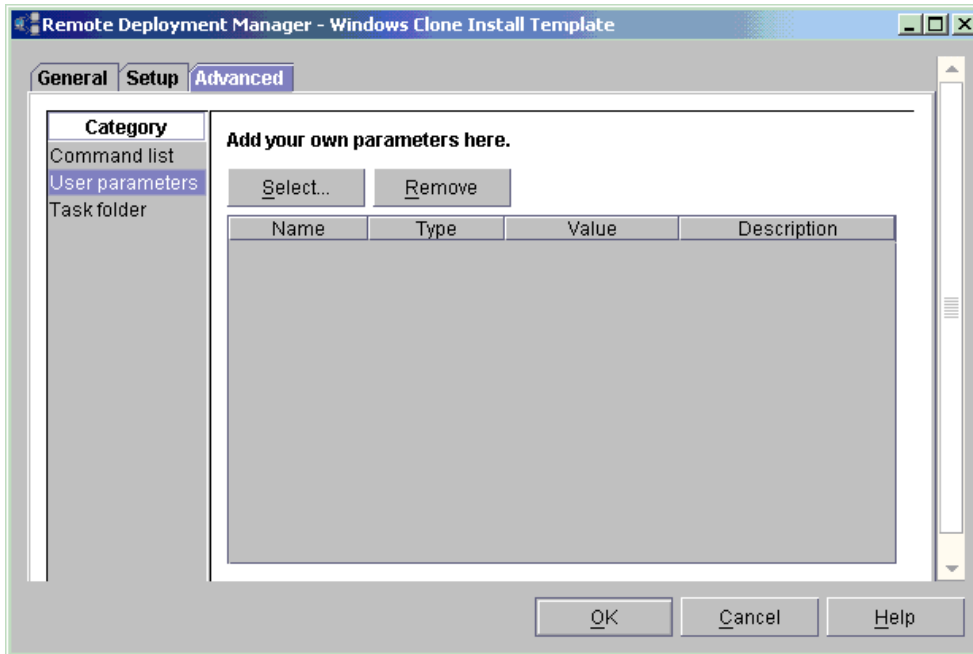 Remote Deployment Manager - Windows Clone Install Template
General Setup Advanced
Category
Command list
User parameters
Task folder
Add your own parameters here.
Select... Remove
Name Type Value Description
OK Cancel Help